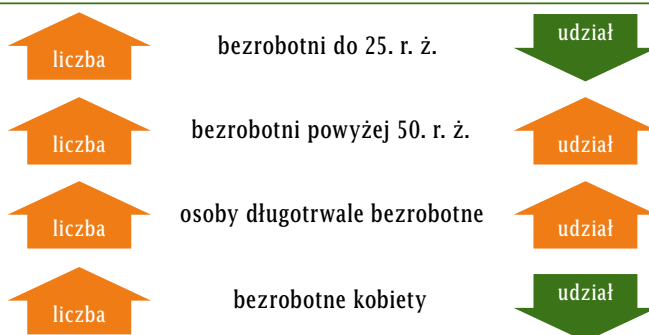 liczba bezrobotni do 25. r. ż. udział
liczba bezrobotni powyżej 50. r. ż. udział
liczba osoby długotrwale bezrobotne udział
liczba bezrobotne kobiety udział